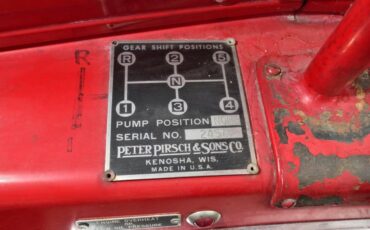 GEAR SHIFT POSITIONS
R 2 5
N
1 3 4
PUMP POSITION
SERIAL NO.
PETER PIRSCH & SONS CO.
KENOSHA, WIS.
MADE IN U.S.A.
R
OVERHEAT